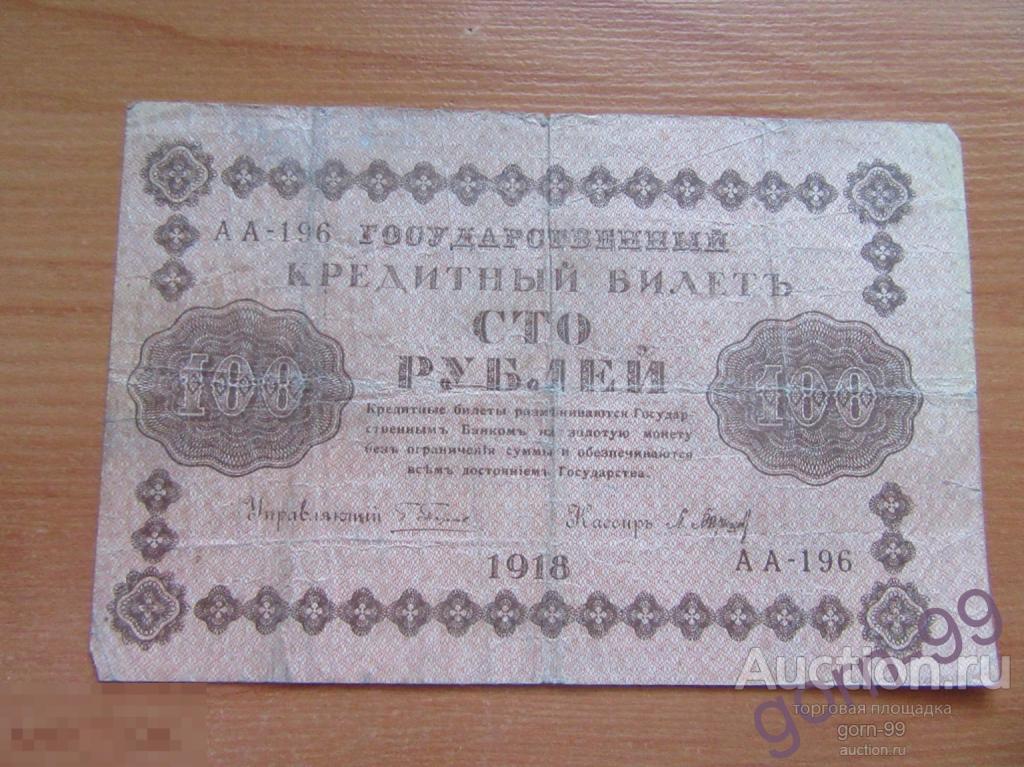 АА-196 ГОСУДАРСТВЕННЫЙ
КРЕДИТНЫЙ БИЛЕТЪ
СТО
РУБЛЕЙ
100 100
Кредитные билеты размѣниваются Государ-
ственнымъ Банкомъ на золотую монету
безъ ограниченія суммы и обезпечиваются
всѣмъ достояніемъ Государства.
Управляющій Кассиръ
1918 АА-196
gorn-99
Auction.ru
торговая площадка
gorn-99
auction.ru